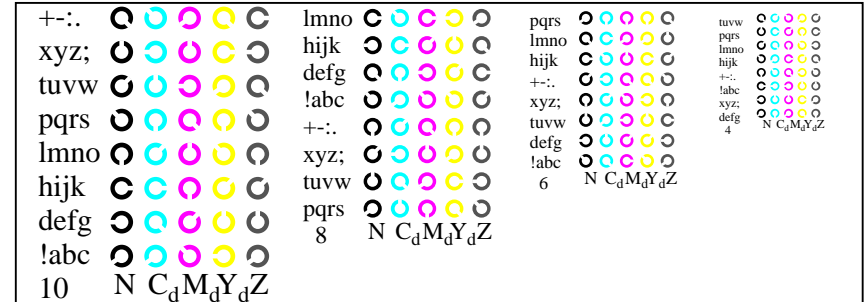 +-:.
xyz;
tuvw
pqrs
lmno
hijk
defg
!abc
10 N CdMdYdZ
lmno
hijk
defg
!abc
+-:.
xyz;
tuvw
pqrs
8 N CdMdYdZ
pqrs
lmno
hijk
+-:.
xyz;
tuvw
defg
!abc
6 N CdMdYdZ
tuvw
pqrs
lmno
hijk
+-:.
!abc
xyz;
defg
4 N CdMdYdZ